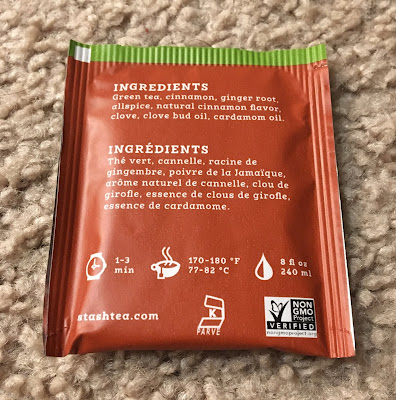 INGREDIENTS
Green tea, cinnamon, ginger root,
allspice, natural cinnamon flavor,
clove, clove bud oil, cardamom oil.
INGRÉDIENTS
Thé vert, cannelle, racine de
gingembre, poivre de la Jamaïque,
arôme naturel de cannelle, clou de
girofle, essence de clous de girofle,
essence de cardamome.
1-3
min
170-180 °F
77-82 °C
8 fl oz
240 ml
stashtea.com
K
PARVE
NON
GMO
Project
VERIFIED
nongmoproject.org